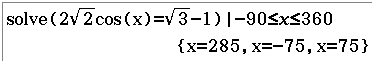 solve(2√2cos(x)=√3-1)|-90≤x≤360
{x=285,x=-75,x=75}